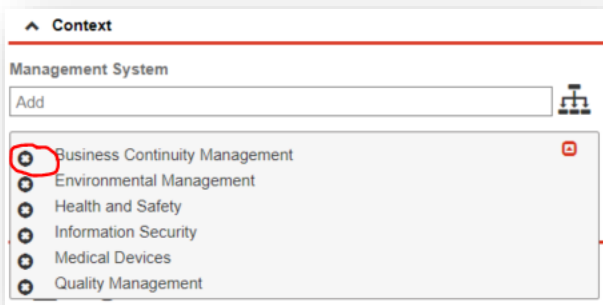 Context
Management System
Add
Business Continuity Management
Environmental Management
Health and Safety
Information Security
Medical Devices
Quality Management